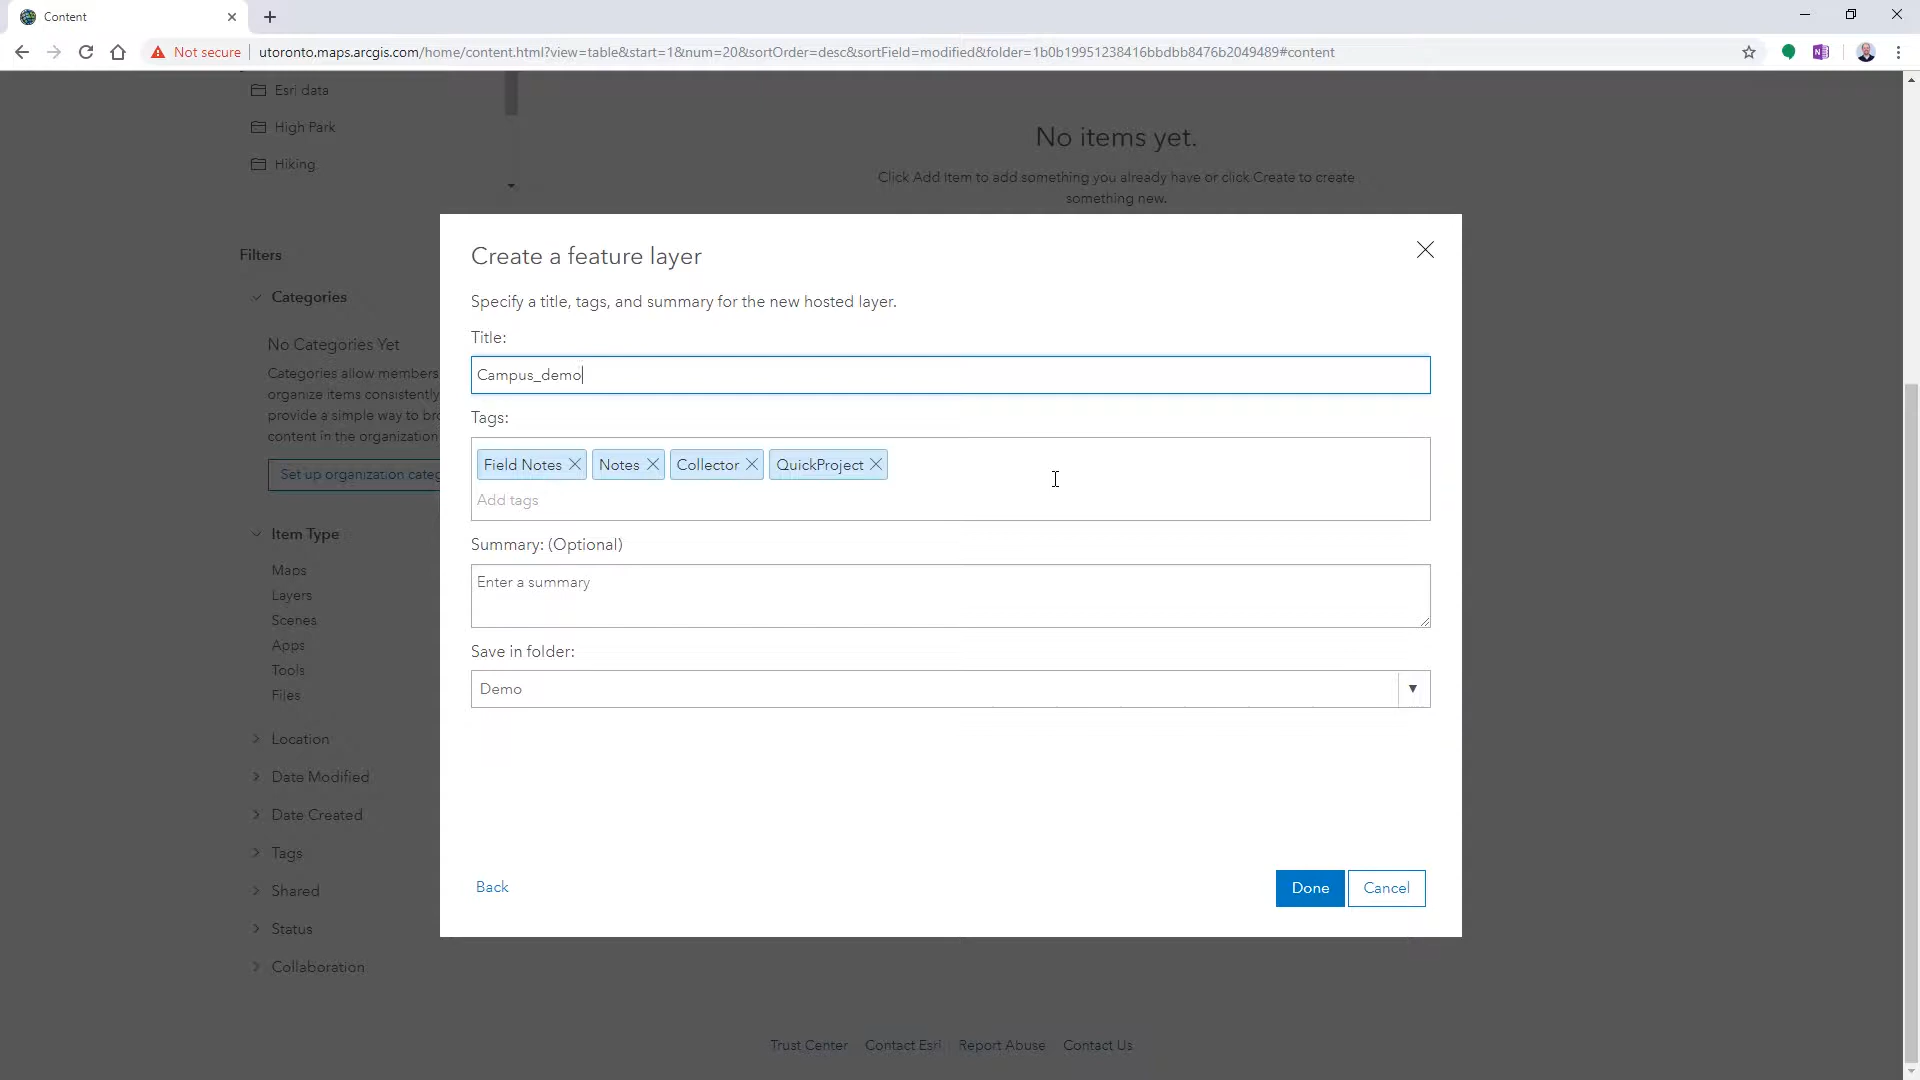 Content
Not secure
utoronto.maps.arcgis.com/home/content.html?view=table&start=1&num=20&sortOrder=desc&sortField=modified&folder=1b0b19951238416bbdbb8476b2049489#content
Esri data
High Park
Hiking
No items yet.
Click Add Item to add something you already have or click Create to create
something new.
Filters
Categories
No Categories Yet
Categories allow members
organize items consistently
provide a simple way to bro
content in the organization
Set up organization categ
Item Type
Maps
Layers
Scenes
Apps
Tools
Files
Location
Date Modified
Date Created
Tags
Shared
Status
Collaboration
Create a feature layer
Specify a title, tags, and summary for the new hosted layer.
Title:
Campus_demo
Tags:
Field Notes Notes Collector QuickProject
Add tags
Summary: (Optional)
Enter a summary
Save in folder:
Demo
Back
Done
Cancel
Trust Center Contact Esri Report Abuse Contact Us